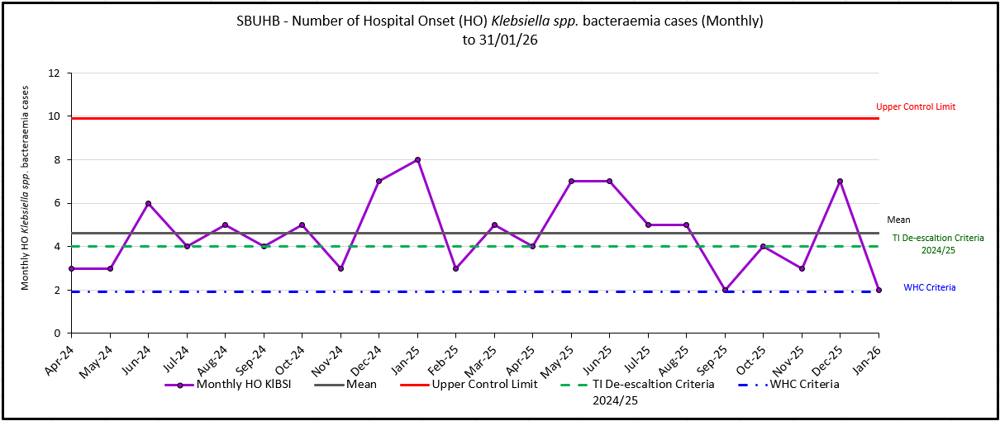 SBUHB - Number of Hospital Onset (HO) Klebsiella spp. bacteraemia cases (Monthly)
to 31/01/26
Monthly HO Klebsiella spp. bacteraemia cases
12
10
8
6
4
2
0
Upper Control Limit
Mean
TI De-escaltion Criteria
2024/25
WHC Criteria
Apr-24
May-24
Jun-24
Jul-24
Aug-24
Sep-24
Oct-24
Nov-24
Dec-24
Jan-25
Feb-25
Mar-25
Apr-25
May-25
Jun-25
Jul-25
Aug-25
Sep-25
Oct-25
Nov-25
Dec-25
Jan-26
Monthly HO KlBSI
Mean
Upper Control Limit
TI De-escaltion Criteria
2024/25
WHC Criteria